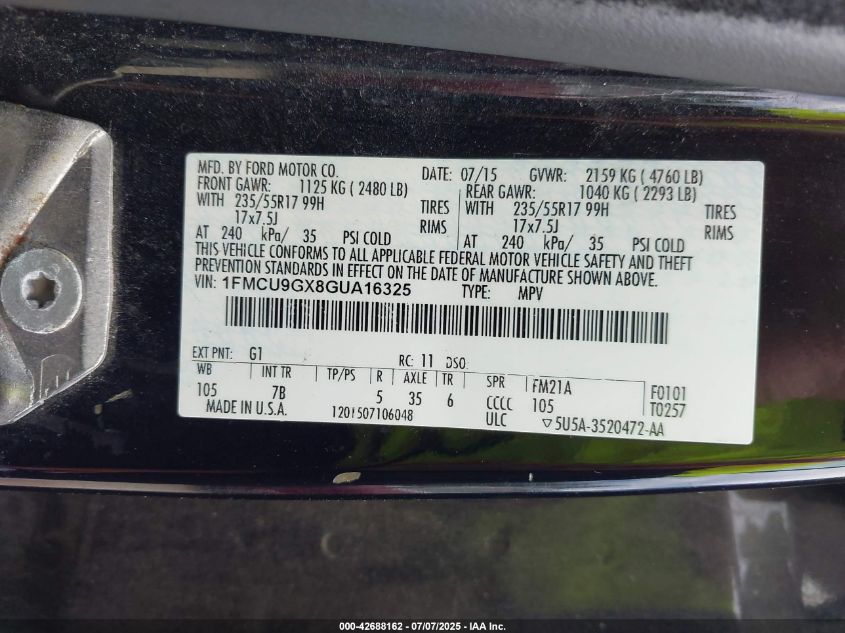 MFD. BY FORD MOTOR CO. DATE: 07/15 GVWR: 2159 KG ( 4760 LB)
FRONT GAWR: 1125 KG ( 2480 LB) REAR GAWR: 1040 KG ( 2293 LB)
WITH 235/55R17 99H TIRES WITH 235/55R17 99H TIRES
17x7.5J RIMS 17x7.5J RIMS
AT 240 kPa/ 35 PSI COLD AT 240 kPa/ 35 PSI COLD
THIS VEHICLE CONFORMS TO ALL APPLICABLE FEDERAL MOTOR VEHICLE SAFETY AND THEFT
PREVENTION STANDARDS IN EFFECT ON THE DATE OF MANUFACTURE SHOWN ABOVE.
VIN: 1FMCU9GX8GUA16325 TYPE: MPV
EXT PNT: G1 RC: 11 DSO:
WB INT TR TP/PS R AXLE TR SPR FM21A F0101
105 7B 5 35 6 CCCC 105 T0257
MADE IN U.S.A. 1201507106048 ULC ▽5U5A-3520472-AA
000-42688162 - 07/07/2025 - IAA Inc.